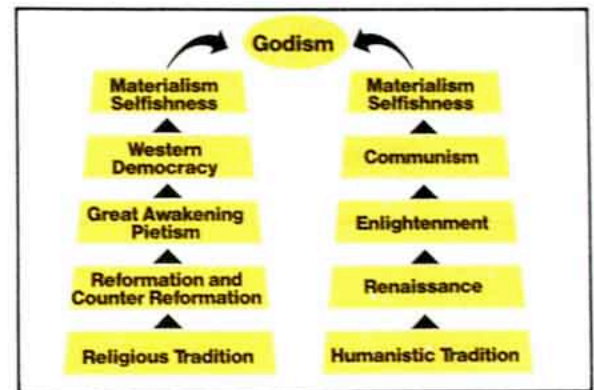 Godism
Materialism
Selfishness
Western
Democracy
Great Awakening
Pietism
Reformation and
Counter Reformation
Religious Tradition
Materialism
Selfishness
Communism
Enlightenment
Renaissance
Humanistic Tradition